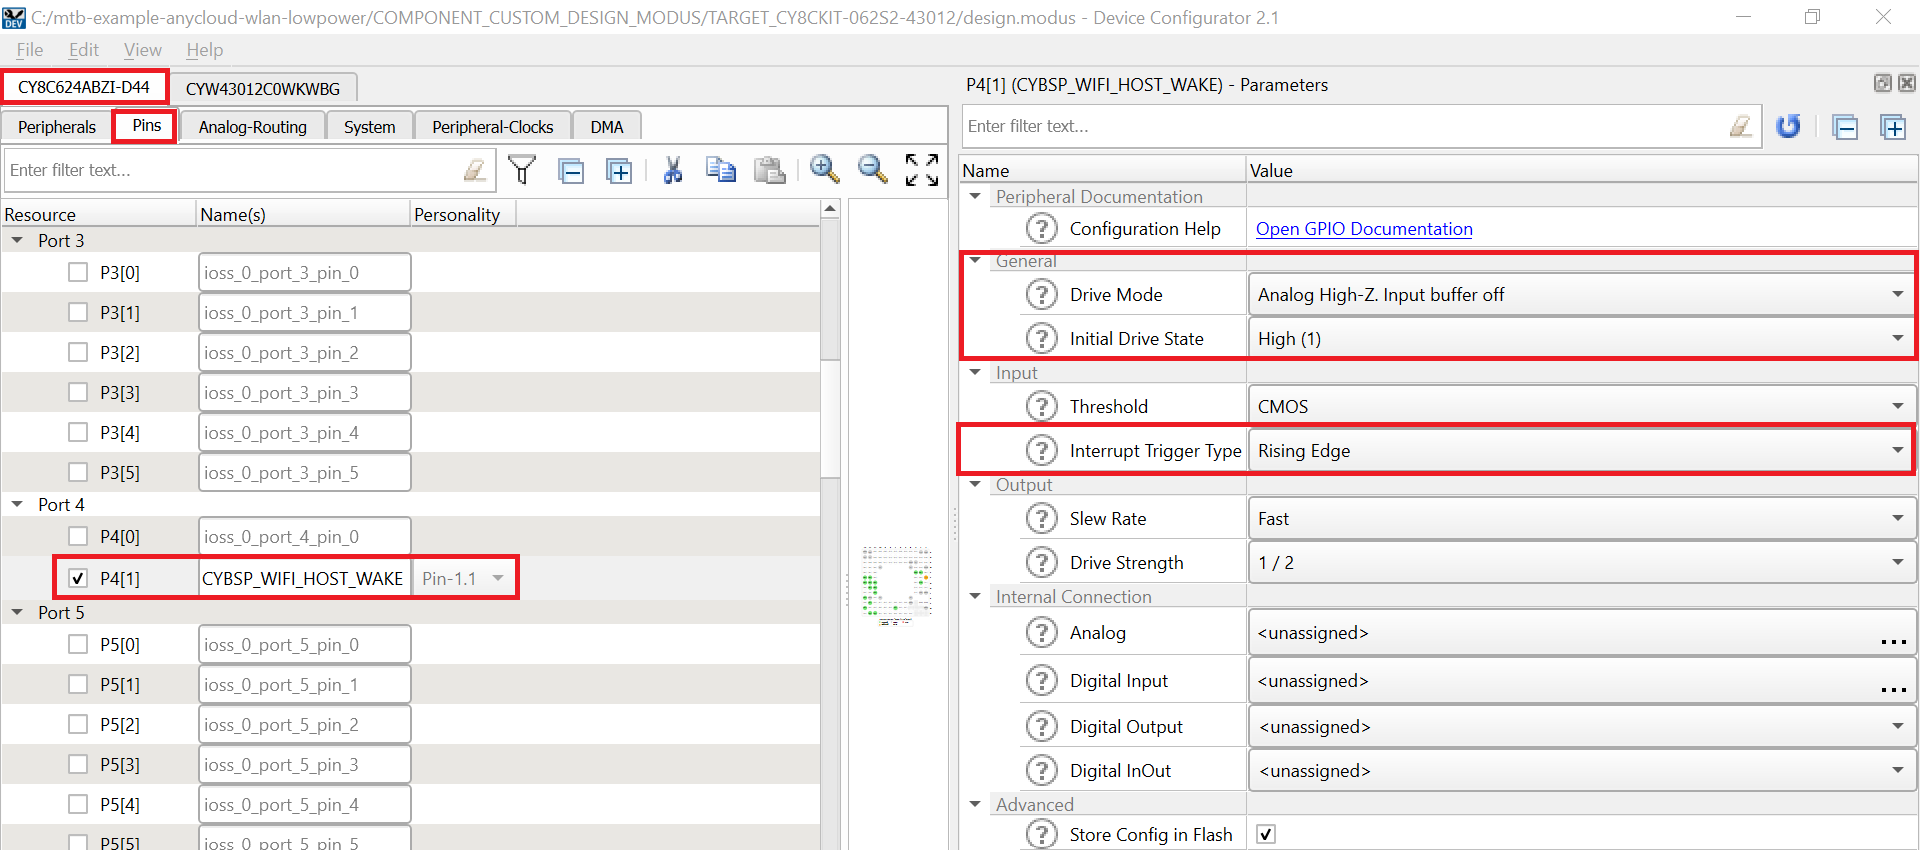 C:/mtb-example-anycloud-wlan-lowpower/COMPONENT_CUSTOM_DESIGN_MODUS/TARGET_CY8CKIT-062S2-43012/design.modus - Device Configurator 2.1
File Edit View Help
CY8C624ABZI-D44 CYW43012C0WKWBG
Peripherals Pins Analog-Routing System Peripheral-Clocks DMA
Enter filter text...
Resource Name(s) Personality
Port 3
P3[0] ioss_0_port_3_pin_0
P3[1] ioss_0_port_3_pin_1
P3[2] ioss_0_port_3_pin_2
P3[3] ioss_0_port_3_pin_3
P3[4] ioss_0_port_3_pin_4
P3[5] ioss_0_port_3_pin_5
Port 4
P4[0] ioss_0_port_4_pin_0
P4[1] CYBSP_WIFI_HOST_WAKE Pin-1.1
Port 5
P5[0] ioss_0_port_5_pin_0
P5[1] ioss_0_port_5_pin_1
P5[2] ioss_0_port_5_pin_2
P5[3] ioss_0_port_5_pin_3
P5[4] ioss_0_port_5_pin_4
P5[5] ioss_0_port_5_pin_5
P4[1] (CYBSP_WIFI_HOST_WAKE) - Parameters
Enter filter text...
Name Value
Peripheral Documentation
? Configuration Help Open GPIO Documentation
General
? Drive Mode Analog High-Z. Input buffer off
? Initial Drive State High (1)
Input
? Threshold CMOS
? Interrupt Trigger Type Rising Edge
Output
? Slew Rate Fast
? Drive Strength 1 / 2
Internal Connection
? Analog <unassigned> ...
? Digital Input <unassigned> ...
? Digital Output <unassigned>
? Digital InOut <unassigned>
Advanced
? Store Config in Flash